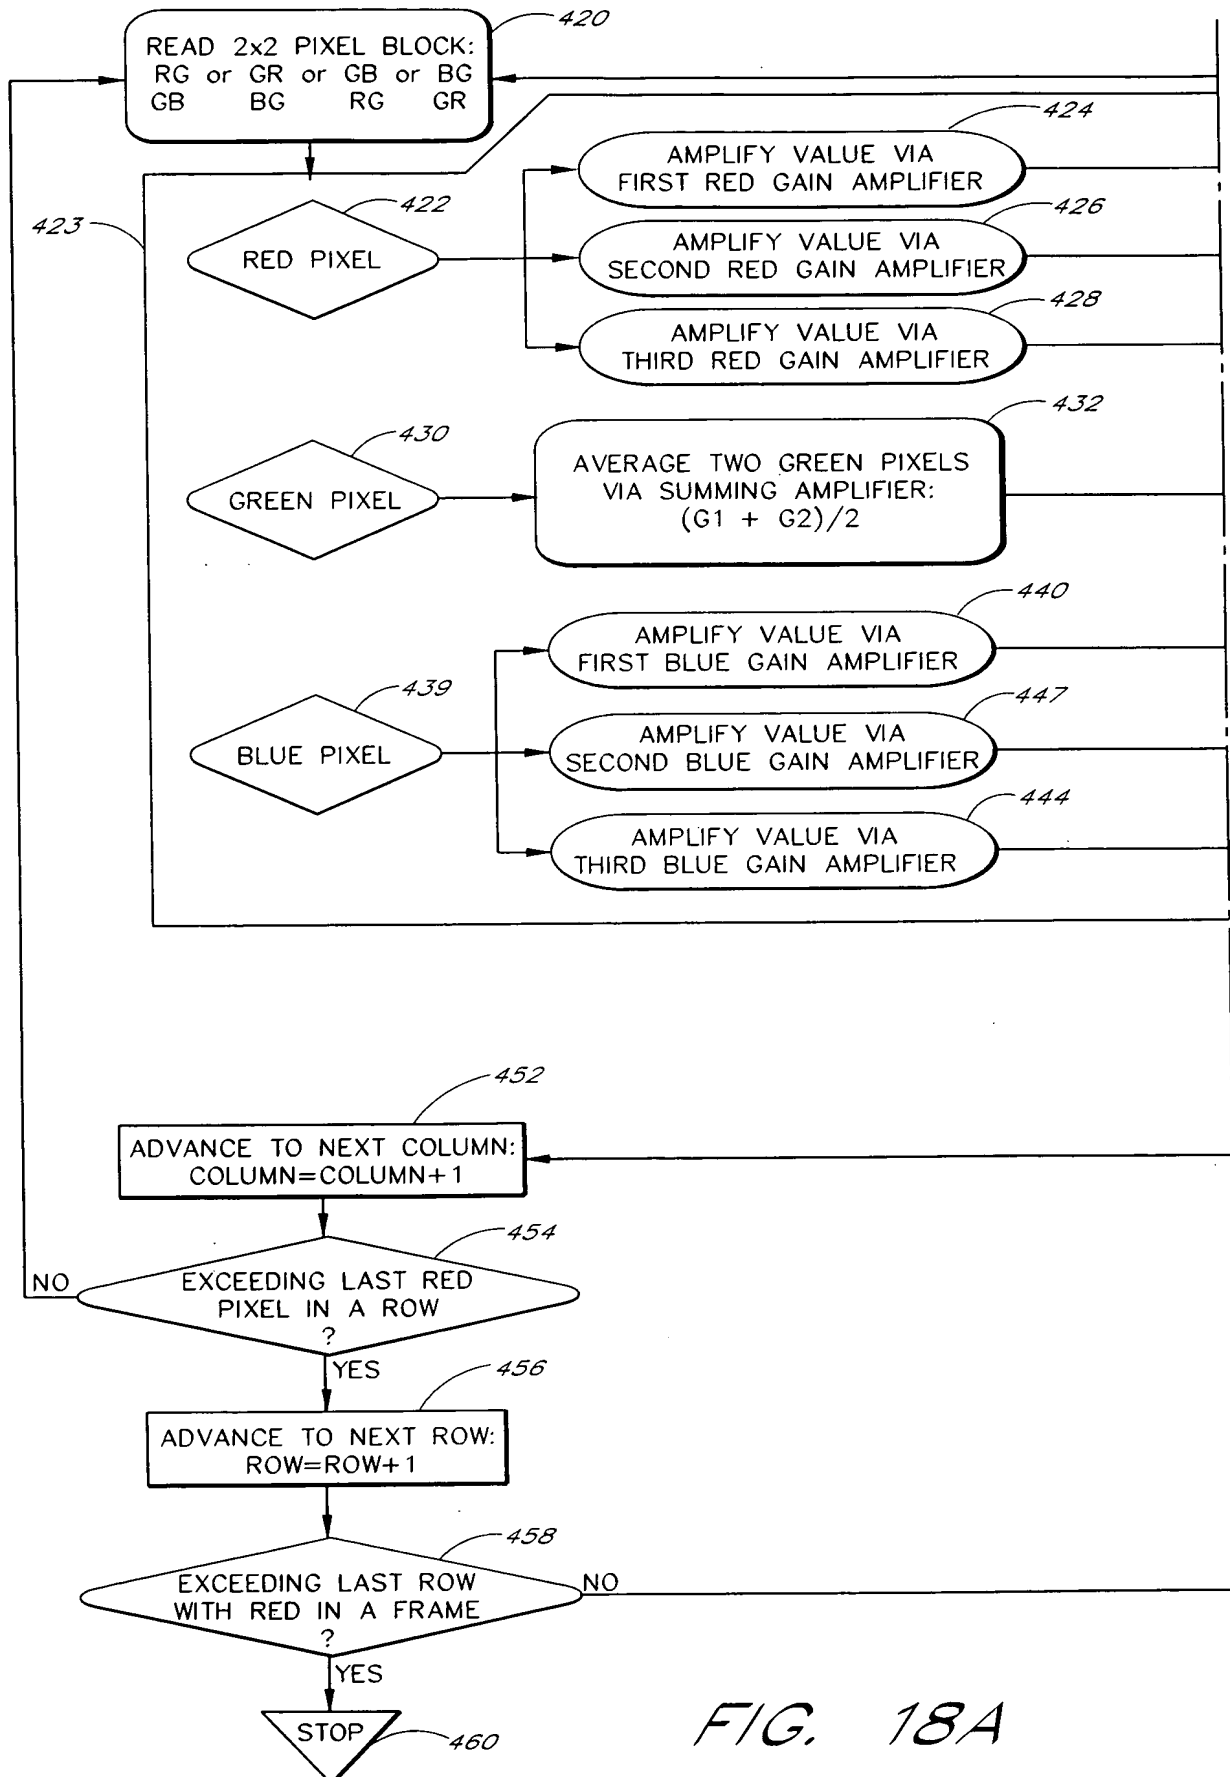 420
READ 2x2 PIXEL BLOCK:
RG or GR or GB or BG
GB BG RG GR
424
AMPLIFY VALUE VIA
FIRST RED GAIN AMPLIFIER
423
422
RED PIXEL
426
AMPLIFY VALUE VIA
SECOND RED GAIN AMPLIFIER
428
AMPLIFY VALUE VIA
THIRD RED GAIN AMPLIFIER
430
GREEN PIXEL
432
AVERAGE TWO GREEN PIXELS
VIA SUMMING AMPLIFIER:
(G1 + G2)/2
440
AMPLIFY VALUE VIA
FIRST BLUE GAIN AMPLIFIER
439
BLUE PIXEL
447
AMPLIFY VALUE VIA
SECOND BLUE GAIN AMPLIFIER
444
AMPLIFY VALUE VIA
THIRD BLUE GAIN AMPLIFIER
452
ADVANCE TO NEXT COLUMN:
COLUMN=COLUMN+1
454
NO
EXCEEDING LAST RED
PIXEL IN A ROW
?
YES
456
ADVANCE TO NEXT ROW:
ROW=ROW+1
458
EXCEEDING LAST ROW
WITH RED IN A FRAME
?
NO
YES
STOP
460
FIG. 18A